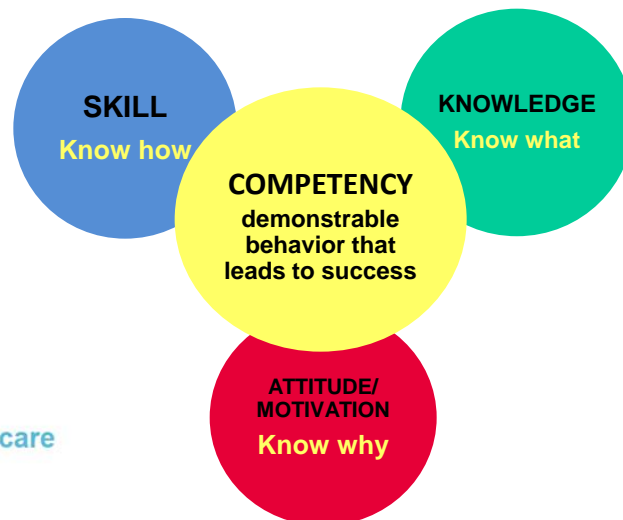 SKILL
Know how
KNOWLEDGE
Know what
COMPETENCY
demonstrable
behavior that
leads to success
ATTITUDE/
MOTIVATION
Know why
care